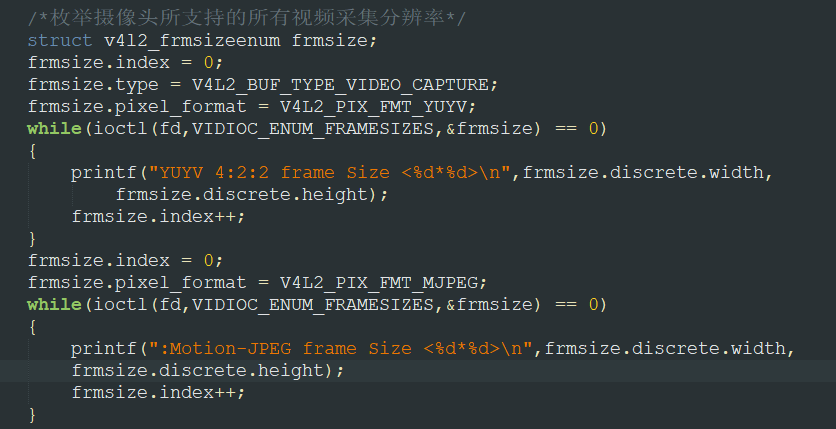 /*枚举摄像头所支持的所有视频采集分辨率*/
struct v4l2_frmsizeenum frmsize;
frmsize.index = 0;
frmsize.type = V4L2_BUF_TYPE_VIDEO_CAPTURE;
frmsize.pixel_format = V4L2_PIX_FMT_YUYV;
while(ioctl(fd,VIDIOC_ENUM_FRAMESIZES,&frmsize) == 0)
{
    printf("YUYV 4:2:2 frame Size <%d*%d>\n",frmsize.discrete.width,
        frmsize.discrete.height);
    frmsize.index++;
}
frmsize.index = 0;
frmsize.pixel_format = V4L2_PIX_FMT_MJPEG;
while(ioctl(fd,VIDIOC_ENUM_FRAMESIZES,&frmsize) == 0)
{
    printf(":Motion-JPEG frame Size <%d*%d>\n",frmsize.discrete.width,
    frmsize.discrete.height);
    frmsize.index++;
}